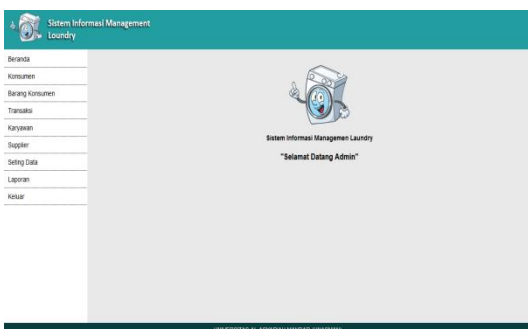 Sistem Informasi Management
Loundry
Beranda
Konsumen
Barang Konsumen
Transaksi
Karyawan
Supplier
Seting Data
Laporan
Keluar
Sistem Informasi Managemen Laundry
"Selamat Datang Admin"